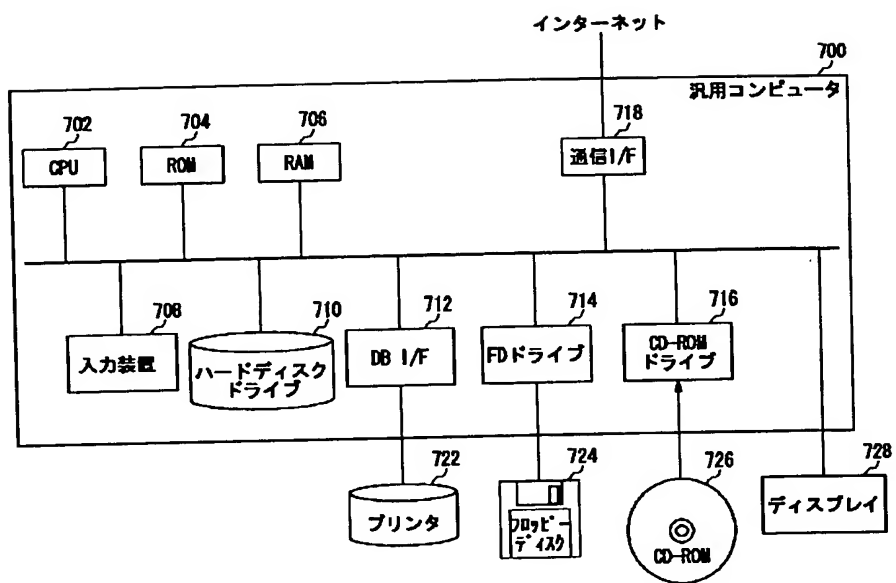 インターネット
700
汎用コンピュータ
702
CPU
704
ROM
706
RAM
718
通信I/F
708
入力装置
710
ハードディスク
ドライブ
712
DB I/F
714
FDドライブ
716
CD-ROM
ドライブ
722
プリンタ
724
フロッピー
ディスク
726
CD-ROM
728
ディスプレイ